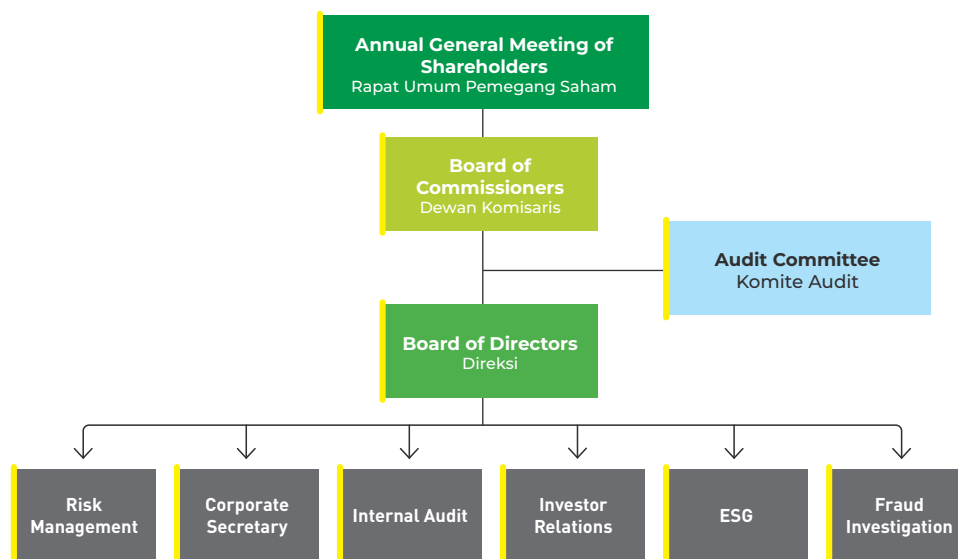 Annual General Meeting of
Shareholders
Rapat Umum Pemegang Saham
Board of
Commissioners
Dewan Komisaris
Audit Committee
Komite Audit
Board of Directors
Direksi
Risk
Management
Corporate
Secretary
Internal Audit
Investor
Relations
ESG
Fraud
Investigation